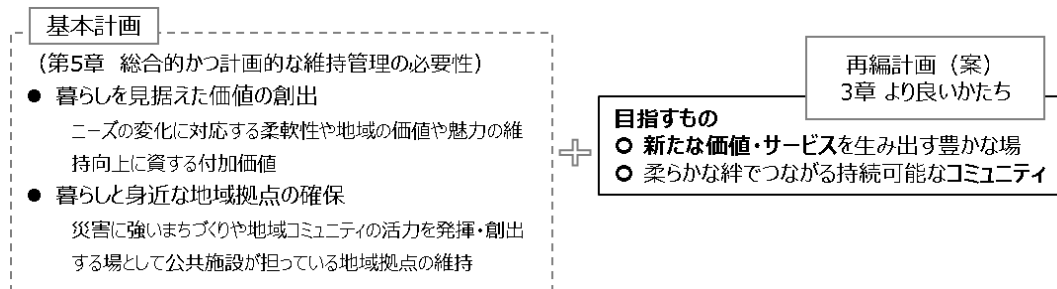 基本計画
(第5章 総合的かつ計画的な維持管理の必要性)
● 暮らしを見据えた価値の創出
ニーズの変化に対応する柔軟性や地域の価値や魅力の維
持向上に資する付加価値
● 暮らしと身近な地域拠点の確保
災害に強いまちづくりや地域コミュニティの活力を発揮・創出
する場として公共施設が担っている地域拠点の維持
再編計画(案)
3章 より良いかたち
目指すもの
○ 新たな価値・サービスを生み出す豊かな場
○ 柔らかな絆でつながる持続可能なコミュニティ